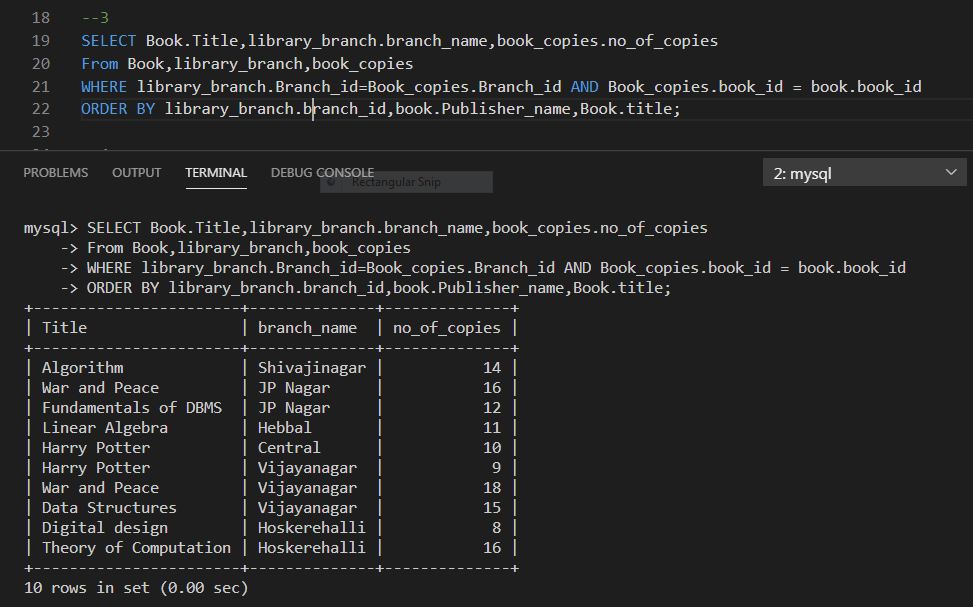 18 --3
19 SELECT Book.Title,library_branch.branch_name,book_copies.no_of_copies
20 From Book,library_branch,book_copies
21 WHERE library_branch.Branch_id=Book_copies.Branch_id AND Book_copies.book_id = book.book_id
22 ORDER BY library_branch.branch_id,book.Publisher_name,Book.title;
23
PROBLEMS OUTPUT TERMINAL DEBUG CONSOLE 2: mysql
Rectangular Snip
mysql> SELECT Book.Title,library_branch.branch_name,book_copies.no_of_copies
-> From Book,library_branch,book_copies
-> WHERE library_branch.Branch_id=Book_copies.Branch_id AND Book_copies.book_id = book.book_id
-> ORDER BY library_branch.branch_id,book.Publisher_name,Book.title;
+-----------------------+--------------+--------------+
| Title | branch_name | no_of_copies |
+-----------------------+--------------+--------------+
| Algorithm | Shivajinagar | 14 |
| War and Peace | JP Nagar | 16 |
| Fundamentals of DBMS | JP Nagar | 12 |
| Linear Algebra | Hebbal | 11 |
| Harry Potter | Central | 10 |
| Harry Potter | Vijayanagar | 9 |
| War and Peace | Vijayanagar | 18 |
| Data Structures | Vijayanagar | 15 |
| Digital design | Hoskerehalli | 8 |
| Theory of Computation | Hoskerehalli | 16 |
+-----------------------+--------------+--------------+
10 rows in set (0.00 sec)